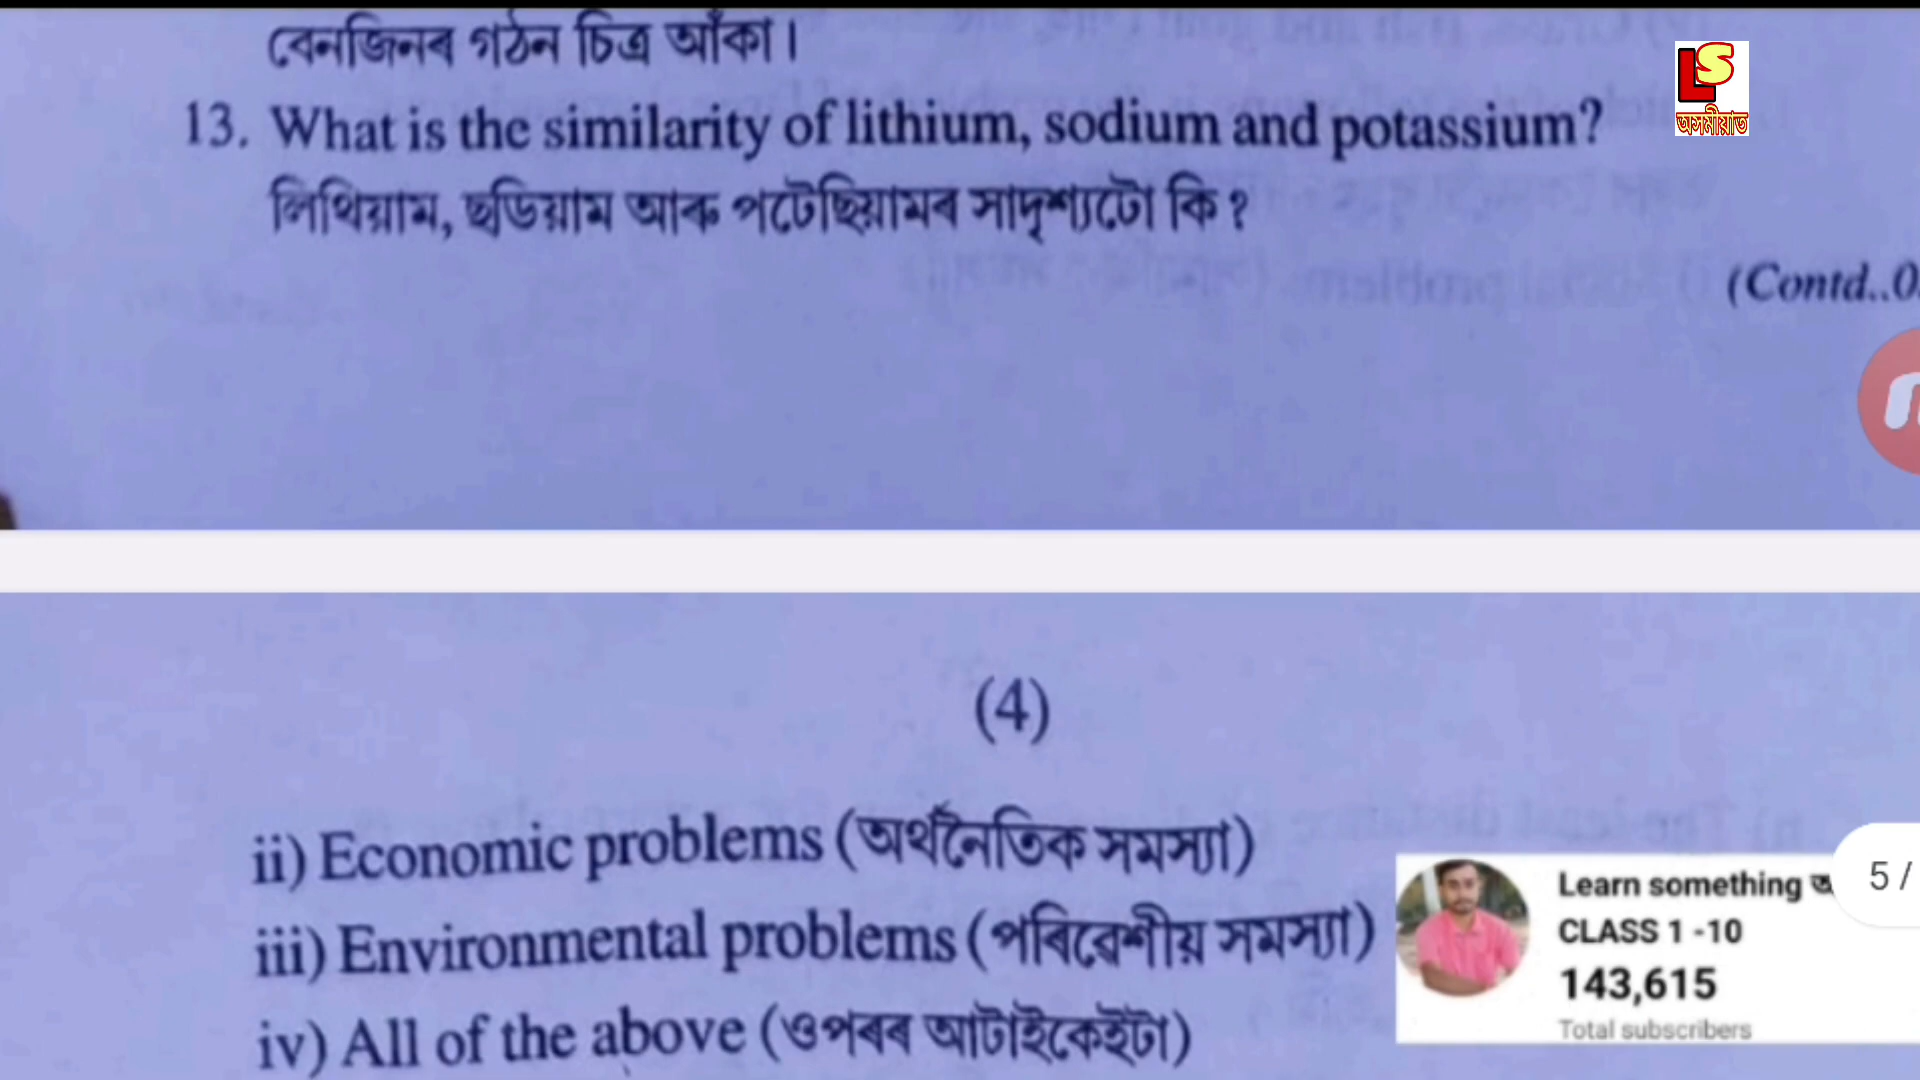 বেনজিনৰ গঠন চিত্ৰ আঁকা।
LS
অসমীয়াত
13. What is the similarity of lithium, sodium and potassium?
লিথিয়াম, ছডিয়াম আৰু পটেছিয়ামৰ সাদৃশ্যটো কি?
(Contd..0
(4)
ii) Economic problems (অৰ্থনৈতিক সমস্যা)
iii) Environmental problems (পৰিৱেশীয় সমস্যা)
iv) All of the above (ওপৰৰ আটাইকেইটা)
Learn something
5 /
CLASS 1 -10
143,615
Total subscribers